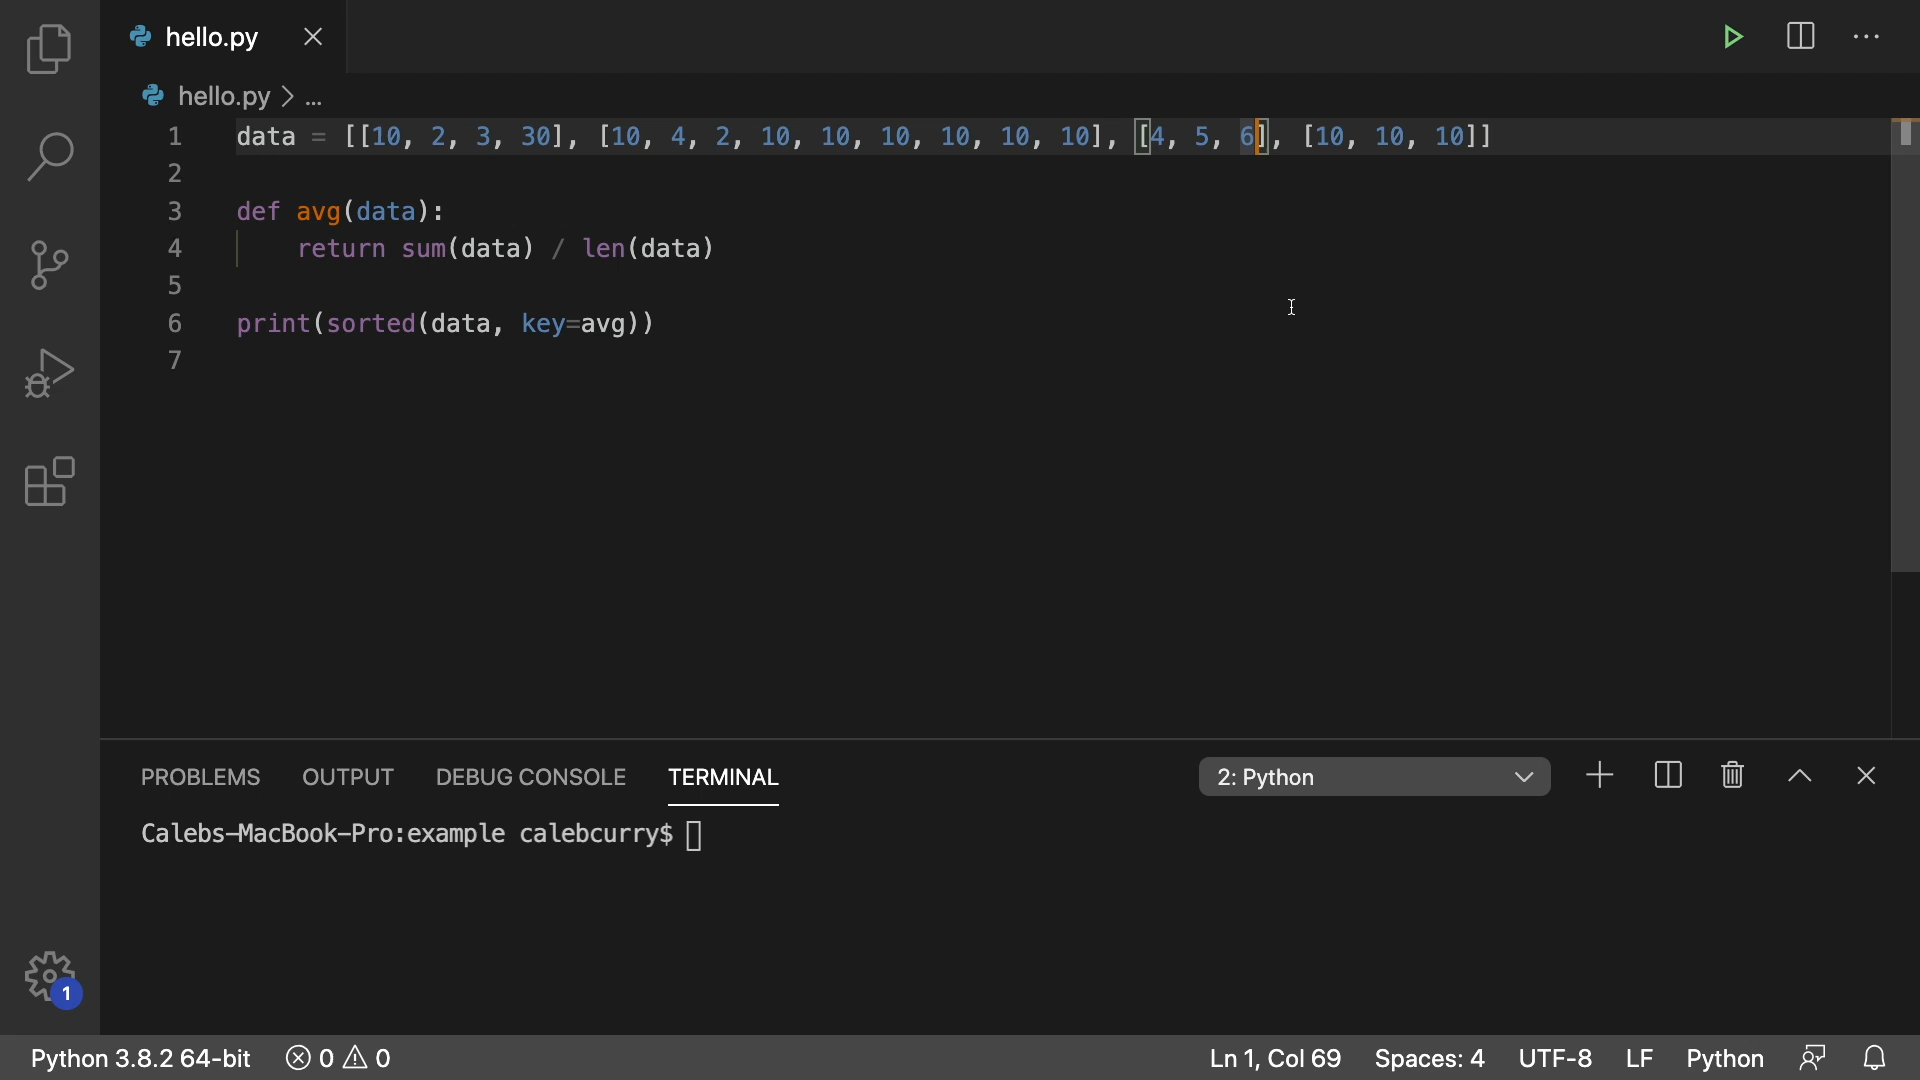 hello.py
hello.py > ...
1 data = [[10, 2, 3, 30], [10, 4, 2, 10, 10, 10, 10, 10, 10], [4, 5, 6], [10, 10, 10]]
2
3 def avg(data):
4     return sum(data) / len(data)
5
6 print(sorted(data, key=avg))
7
PROBLEMS OUTPUT DEBUG CONSOLE TERMINAL 2: Python
Calebs-MacBook-Pro:example calebcurry$
1
Python 3.8.2 64-bit 0 0 Ln 1, Col 69 Spaces: 4 UTF-8 LF Python